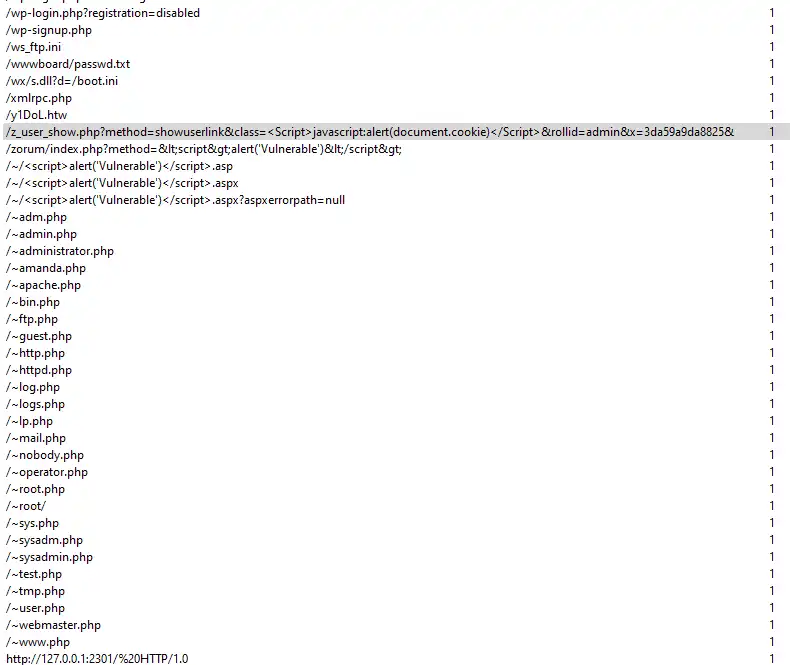 /wp-login.php?registration=disabled 1
/wp-signup.php 1
/ws_ftp.ini 1
/wwwboard/passwd.txt 1
/wx/s.dll?d=/boot.ini 1
/xmlrpc.php 1
/y1DoL.htw 1
/z_user_show.php?method=showuserlink&class=<Script>javascript:alert(document.cookie)</Script>&rollid=admin&x=3da59a9da8825& 1
/zorum/index.php?method=&lt;script&gt;alert('Vulnerable')&lt;/script&gt; 1
/~/<script>alert('Vulnerable')</script>.asp 1
/~/<script>alert('Vulnerable')</script>.aspx 1
/~/<script>alert('Vulnerable')</script>.aspx?aspxerrorpath=null 1
/~adm.php 1
/~admin.php 1
/~administrator.php 1
/~amanda.php 1
/~apache.php 1
/~bin.php 1
/~ftp.php 1
/~guest.php 1
/~http.php 1
/~httpd.php 1
/~log.php 1
/~logs.php 1
/~lp.php 1
/~mail.php 1
/~nobody.php 1
/~operator.php 1
/~root.php 1
/~root/ 1
/~sys.php 1
/~sysadm.php 1
/~sysadmin.php 1
/~test.php 1
/~tmp.php 1
/~user.php 1
/~webmaster.php 1
/~www.php 1
http://127.0.0.1:2301/%20HTTP/1.0 1